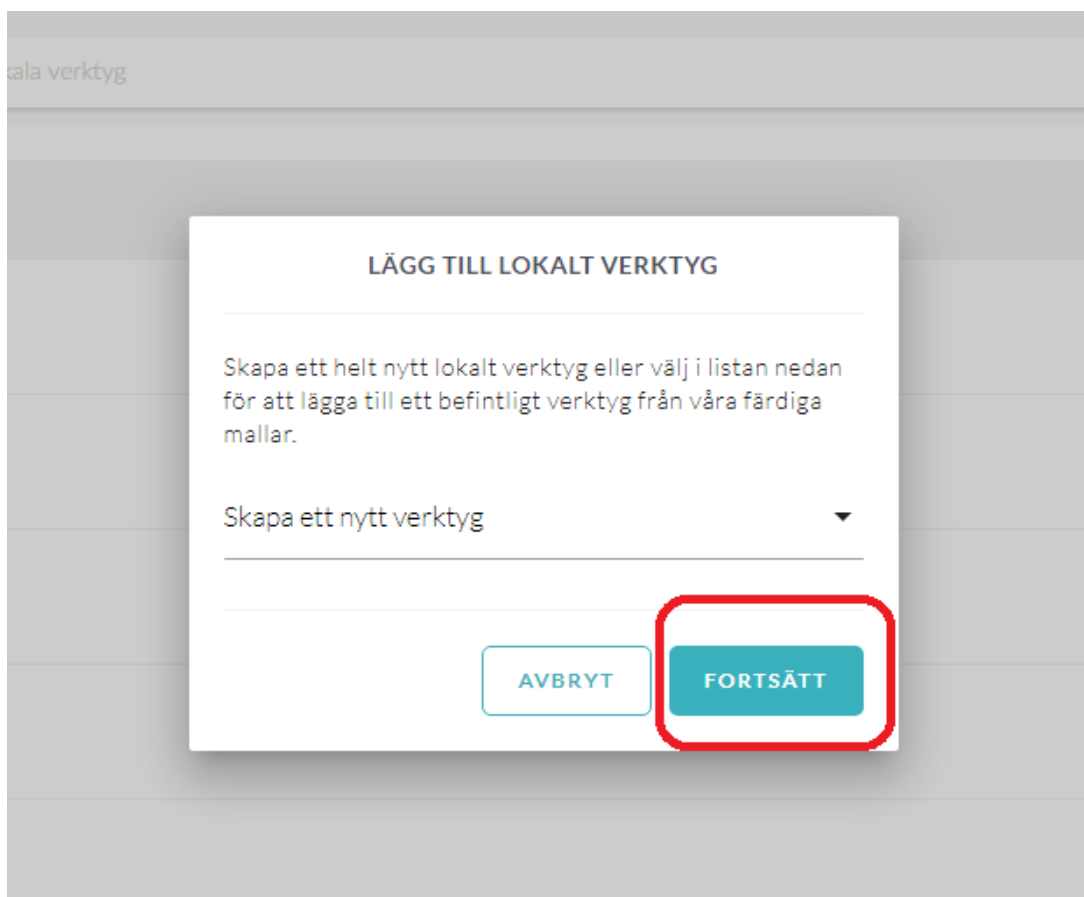 kala verktyg
LÄGG TILL LOKALT VERKTYG
Skapa ett helt nytt lokalt verktyg eller välj i listan nedan
för att lägga till ett befintligt verktyg från våra färdiga
mallar.
Skapa ett nytt verktyg
AVBRYT FORTSÄTT